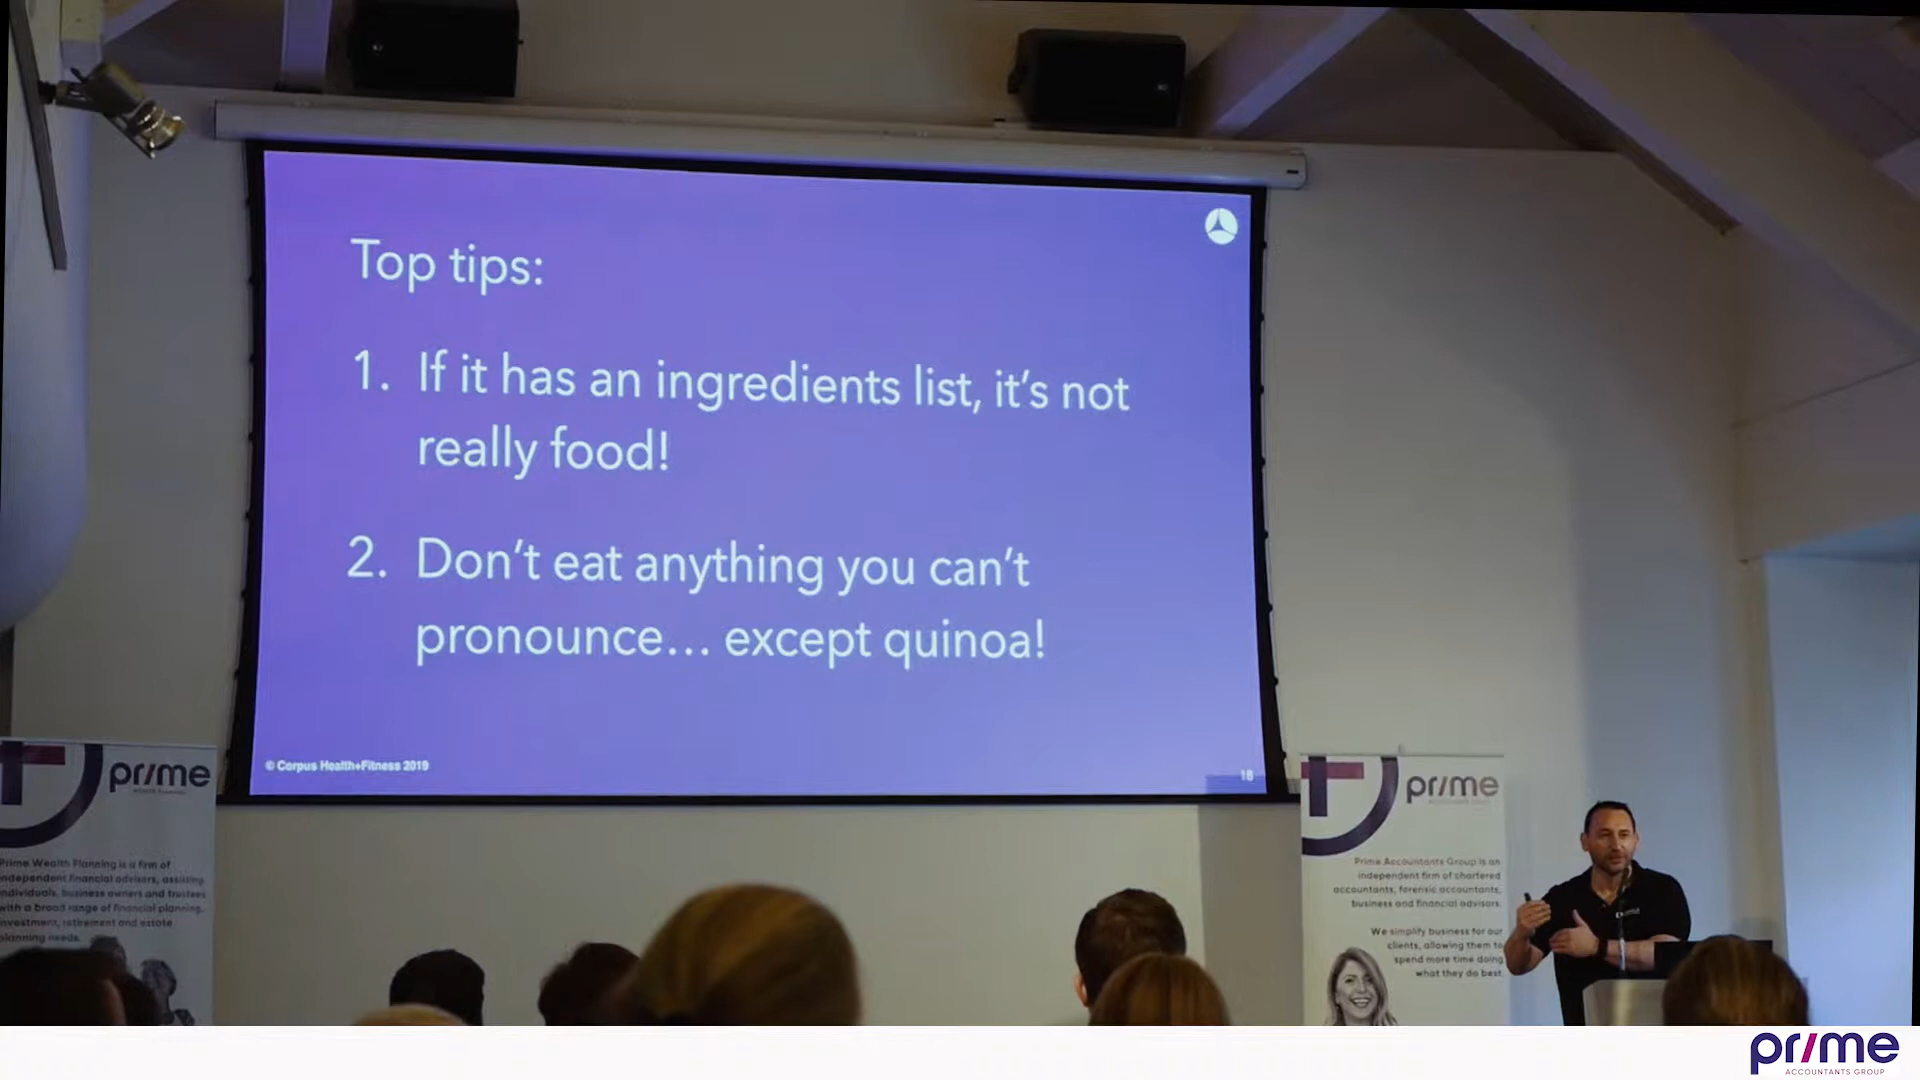 Top tips:
1. If it has an ingredients list, it's not
really food!
2. Don't eat anything you can't
pronounce... except quinoa!
© Corpus Health+Fitness 2019
18
prime
Prime Wealth Planning is a firm of
independent financial advisors, assisting
individuals, business owners and trustees
with a broad range of financial planning,
investment, retirement and estate
planning needs.
prime
Prime Accountants Group is an
independent firm of chartered
accountants, forensic accountants,
business and financial advisors.
We simplify business for our
clients, allowing them to
spend more time doing
what they do best.
prime
ACCOUNTANTS GROUP